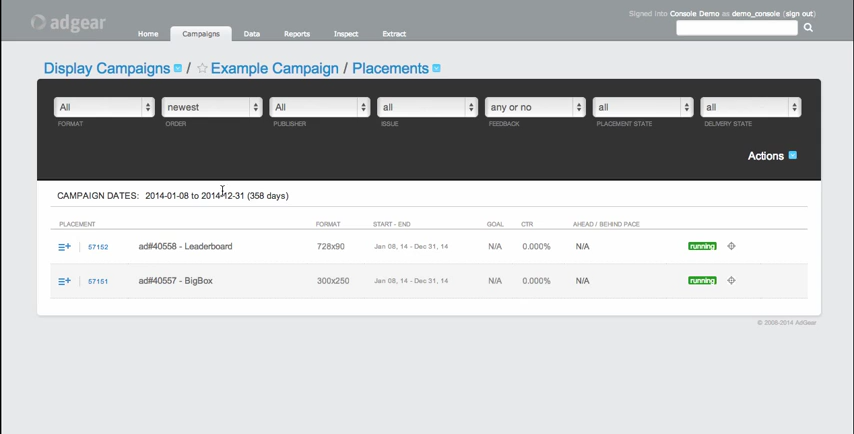 Signed into Console Demo as demo_console (sign out)
adgear
Home Campaigns Data Reports Inspect Extract
Display Campaigns / Example Campaign / Placements
All newest All all any or no all all
FORMAT ORDER PUBLISHER ISSUE FEEDBACK PLACEMENT STATE DELIVERY STATE
Actions
CAMPAIGN DATES: 2014-01-08 to 2014-12-31 (358 days)
PLACEMENT FORMAT START - END GOAL CTR AHEAD / BEHIND PACE
57152 ad#40558 - Leaderboard 728x90 Jan 08, 14 - Dec 31, 14 N/A 0.000% N/A running
57151 ad#40557 - BigBox 300x250 Jan 08, 14 - Dec 31, 14 N/A 0.000% N/A running
© 2008-2014 AdGear